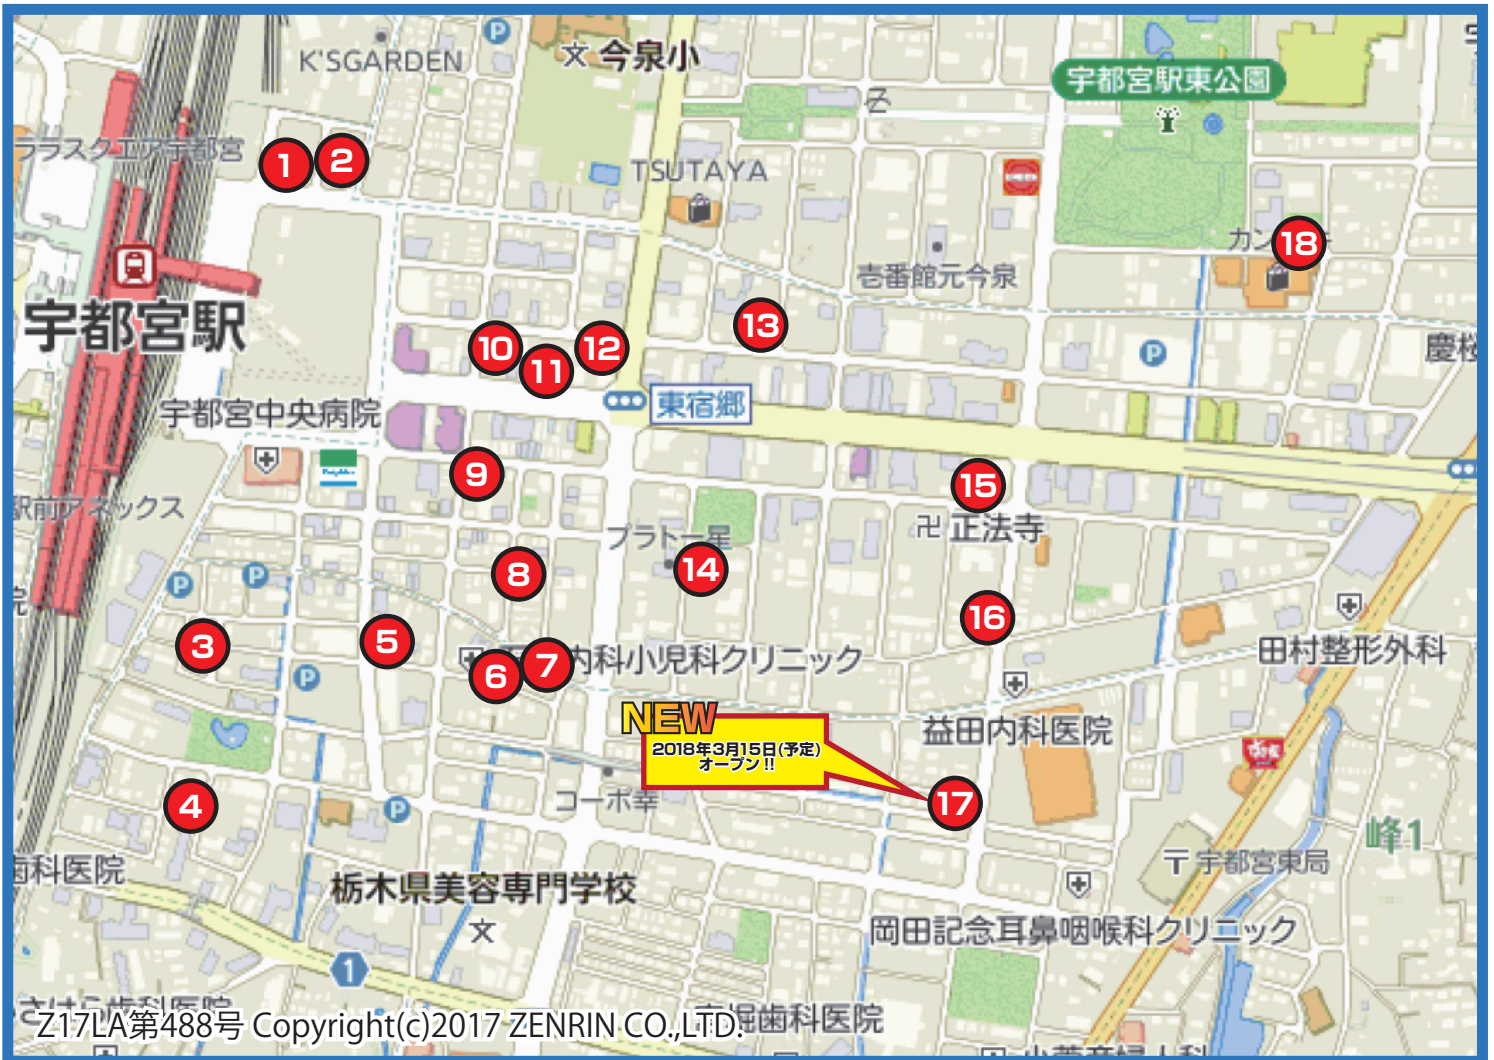 K'SGARDEN
P
今泉小
宇都宮駅東公園
ララスクエア宇都宮
1
2
TSUTAYA
18
壱番館元今泉
宇都宮駅
13
10
11
12
P
慶桜
東宿郷
宇都宮中央病院
9
15
駅前アネックス
卍 正法寺
プラトー星
14
8
P
P
3
5
16
6
7
内科小児科クリニック
田村整形外科
P
NEW
2018年3月15日(予定)
オープン!!
益田内科医院
17
4
P
コーポ幸
峰1
〒宇都宮東局
歯科医院
栃木県美容専門学校
岡田記念耳鼻咽喉科クリニック
1
Z17LA第488号 Copyright(c)2017 ZENRIN CO.,LTD.
堀歯科医院